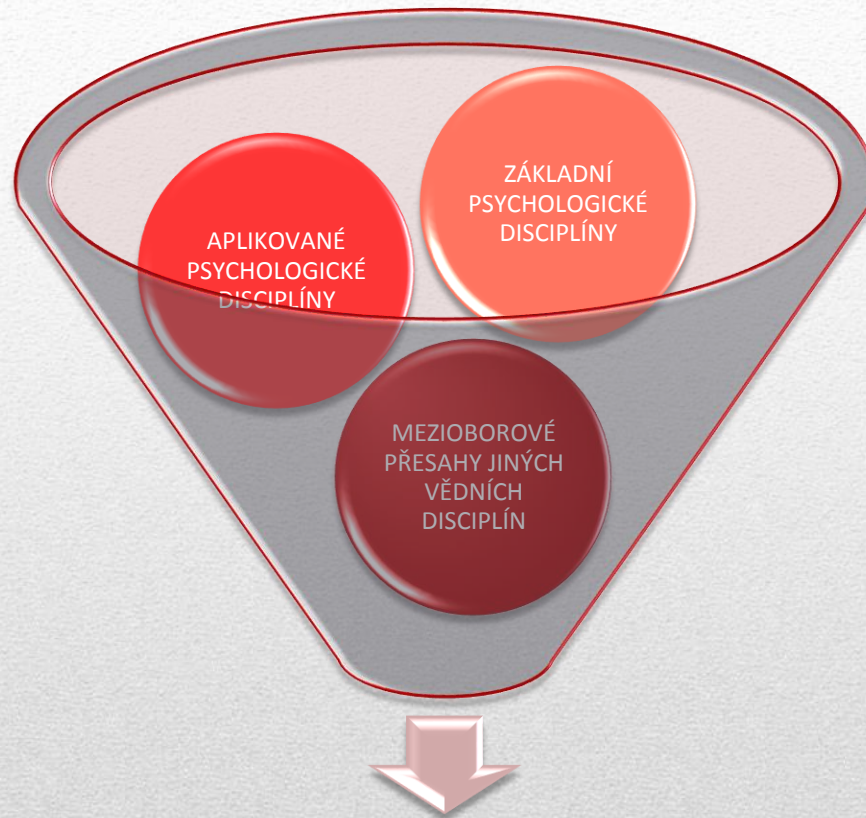 ZÁKLADNÍ
PSYCHOLOGICKÉ
DISCIPLÍNY
APLIKOVANÉ
PSYCHOLOGICKÉ
DISCIPLÍNY
MEZIOBOROVÉ
PŘESAHY JINÝCH
VĚDNÍCH
DISCIPLÍN